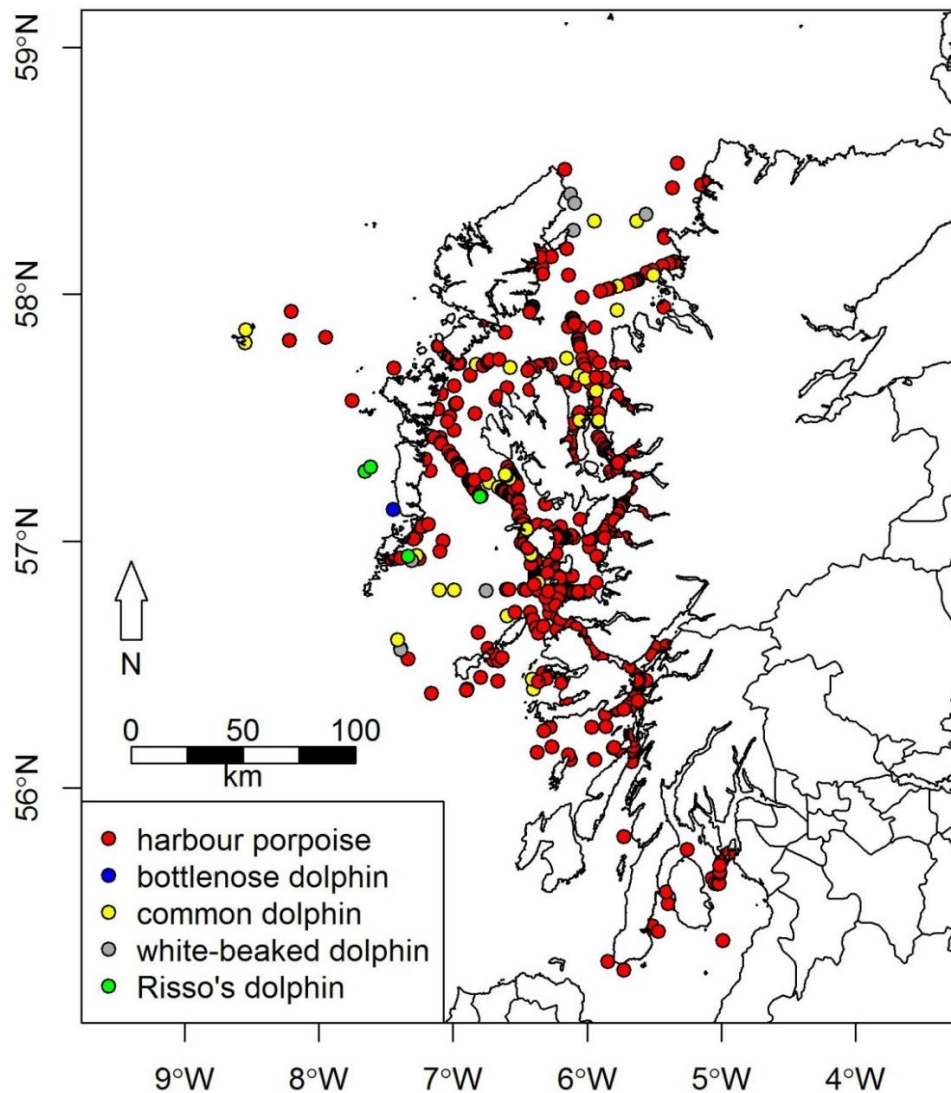 59°N
58°N
57°N
56°N
N
0 50 100
km
harbour porpoise
bottlenose dolphin
common dolphin
white-beaked dolphin
Risso's dolphin
9°W 8°W 7°W 6°W 5°W 4°W